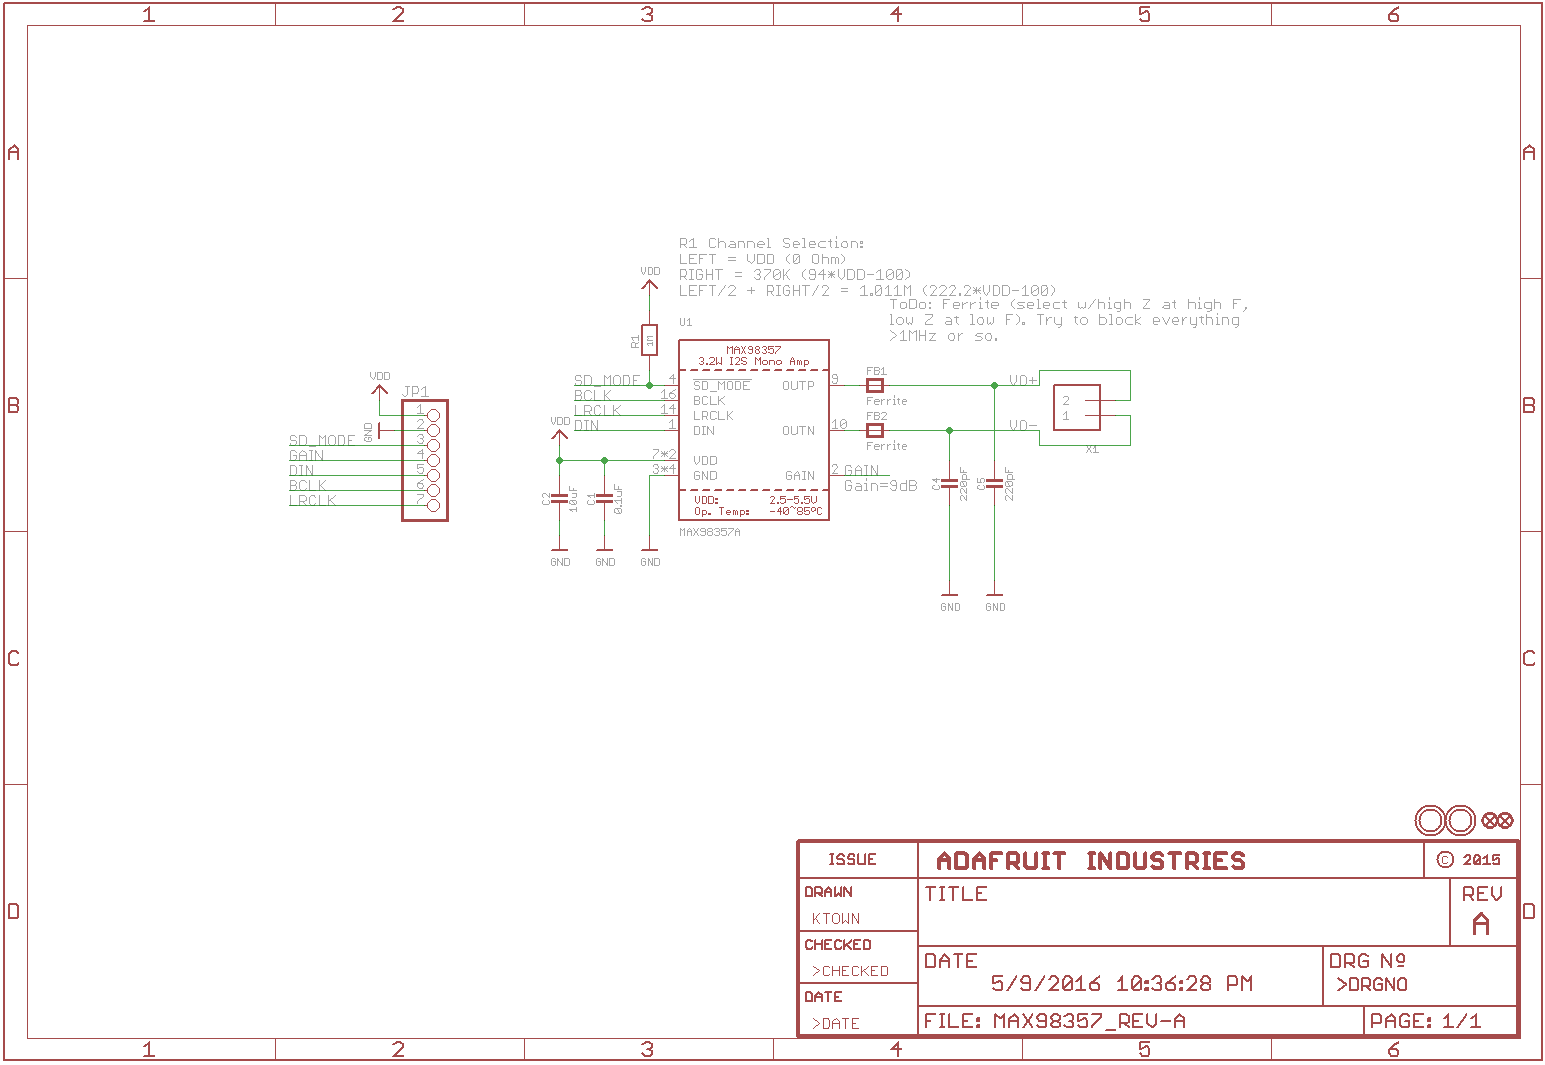 1 2 3 4 5 6
A A
B B
C C
D D
R1 Channel Selection:
LEFT = VDD (0 Ohm)
RIGHT = 370K (94*VDD-100)
LEFT/2 + RIGHT/2 = 1.011M (222.2*VDD-100)
ToDo: Ferrite (select w/high Z at high F,
low Z at low F). Try to block everything
>1MHz or so.
VDD
R1
1M
U1
MAX98357
3.2W I2S Mono Amp
SD_MODE 4 SD_MODE
BCLK 16 BCLK
LRCLK 14 LRCLK
DIN 1 DIN
7*2 VDD
3*4 GND
OUTP 9
OUTN 10
GAIN 2 GAIN
Gain=9dB
VDD: 2.5-5.5V
Op. Temp: -40~85ºC
MAX98357A
VDD
C2
10uF
C1
0.1uF
GND
GND
GND
FB1
Ferrite
FB2
Ferrite
VO+
VO-
2
1
X1
C4
220pF
C5
220pF
GND
GND
VDD
JP1
GND
1
2
SD_MODE 3
GAIN 4
DIN 5
BCLK 6
LRCLK 7
ISSUE
ADAFRUIT INDUSTRIES
© 2015
DRAWN
KTOWN
TITLE
REV
A
CHECKED
>CHECKED
DATE
5/9/2016 10:36:28 PM
DRG Nº
>DRGNO
DATE
>DATE
FILE: MAX98357_REV-A
PAGE: 1/1
1 2 3 4 5 6